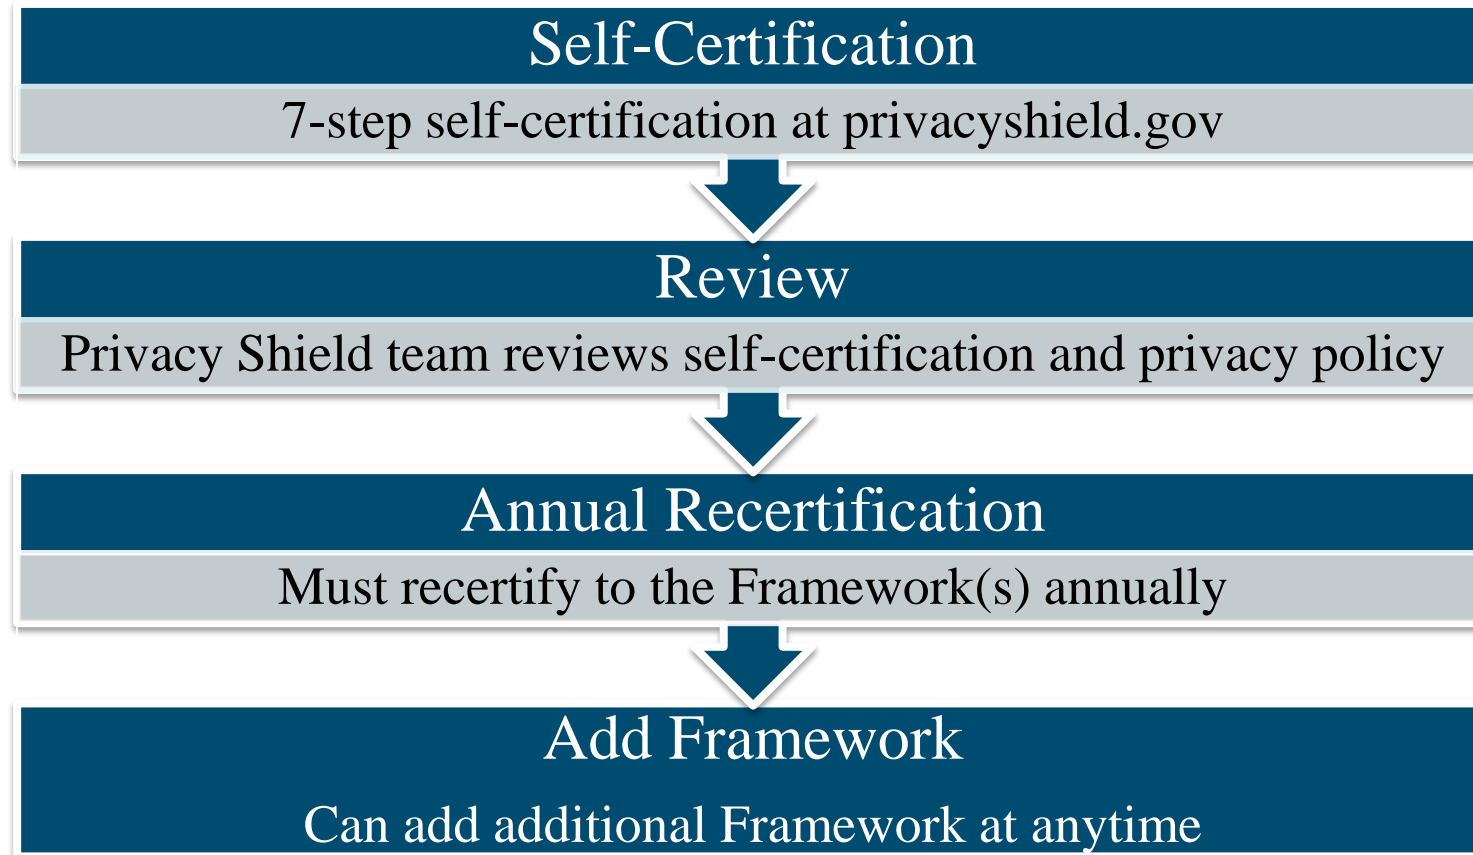 Self-Certification
7-step self-certification at privacyshield.gov
Review
Privacy Shield team reviews self-certification and privacy policy
Annual Recertification
Must recertify to the Framework(s) annually
Add Framework
Can add additional Framework at anytime